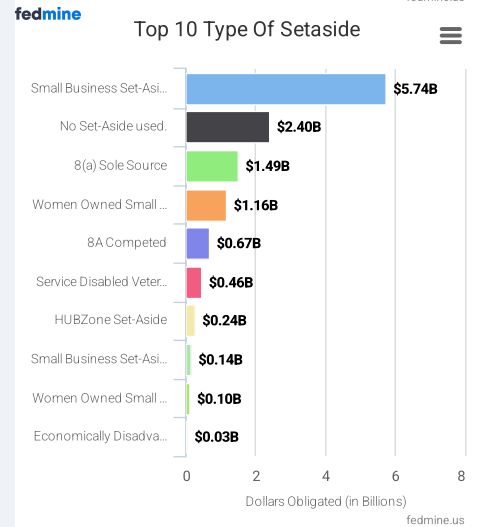 fedmine
Top 10 Type Of Setaside
Small Business Set-Asi...
$5.74B
No Set-Aside used.
$2.40B
8(a) Sole Source
$1.49B
Women Owned Small ...
$1.16B
8A Competed
$0.67B
Service Disabled Veter...
$0.46B
HUBZone Set-Aside
$0.24B
Small Business Set-Asi...
$0.14B
Women Owned Small ...
$0.10B
Economically Disadva...
$0.03B
0 2 4 6 8
Dollars Obligated (in Billions)
fedmine.us